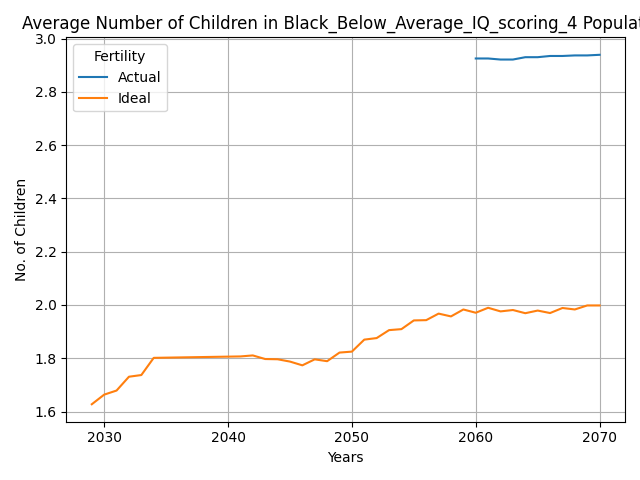 Average Number of Children in Black_Below_Average_IQ_scoring_4 Populat
3.0
2.8
2.6
2.4
2.2
2.0
1.8
1.6
No. of Children
Fertility
Actual
Ideal
2030
2040
2050
2060
2070
Years